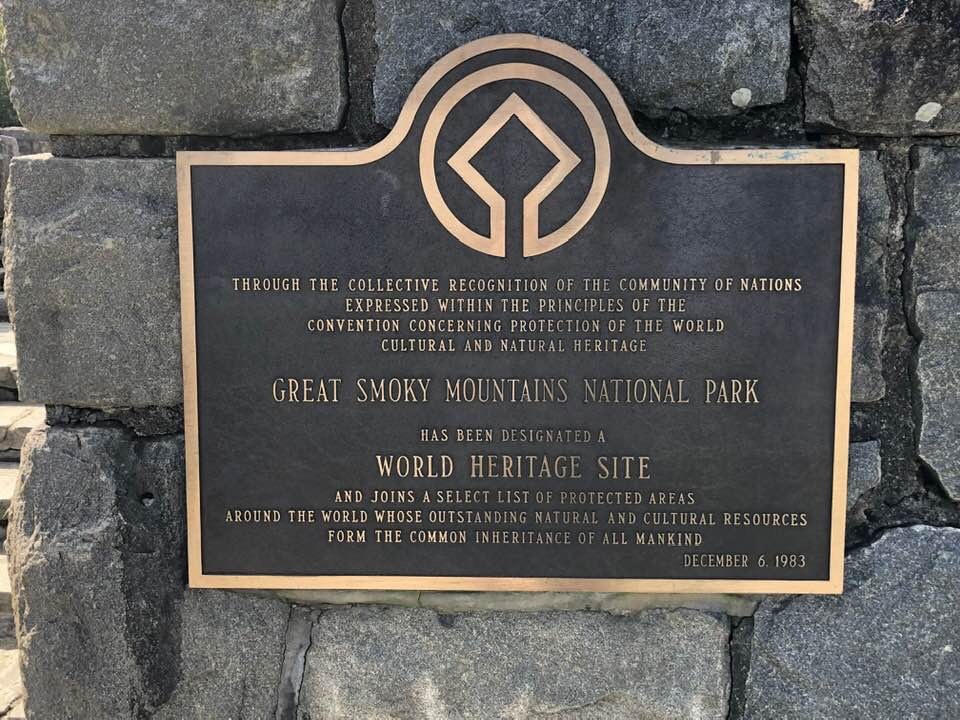 THROUGH THE COLLECTIVE RECOGNITION OF THE COMMUNITY OF NATIONS
EXPRESSED WITHIN THE PRINCIPLES OF THE
CONVENTION CONCERNING PROTECTION OF THE WORLD
CULTURAL AND NATURAL HERITAGE
GREAT SMOKY MOUNTAINS NATIONAL PARK
HAS BEEN DESIGNATED A
WORLD HERITAGE SITE
AND JOINS A SELECT LIST OF PROTECTED AREAS
AROUND THE WORLD WHOSE OUTSTANDING NATURAL AND CULTURAL RESOURCES
FORM THE COMMON INHERITANCE OF ALL MANKIND
DECEMBER 6, 1983